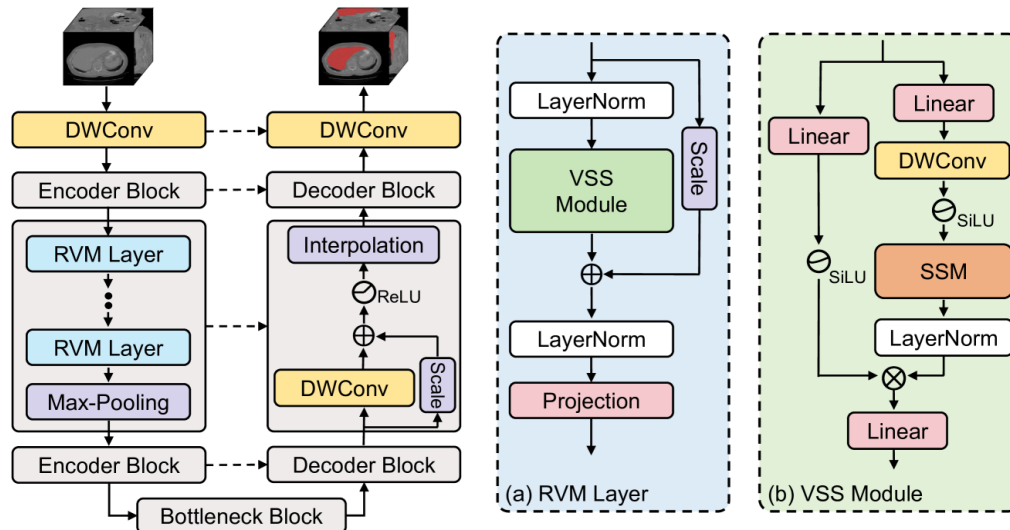 DWConv
Encoder Block
RVM Layer
RVM Layer
Max-Pooling
Encoder Block
Bottleneck Block
DWConv
Decoder Block
Interpolation
ReLU
DWConv
Scale
Decoder Block
LayerNorm
VSS
Module
Scale
LayerNorm
Projection
(a) RVM Layer
Linear
Linear
DWConv
SiLU
SiLU
SSM
LayerNorm
Linear
(b) VSS Module